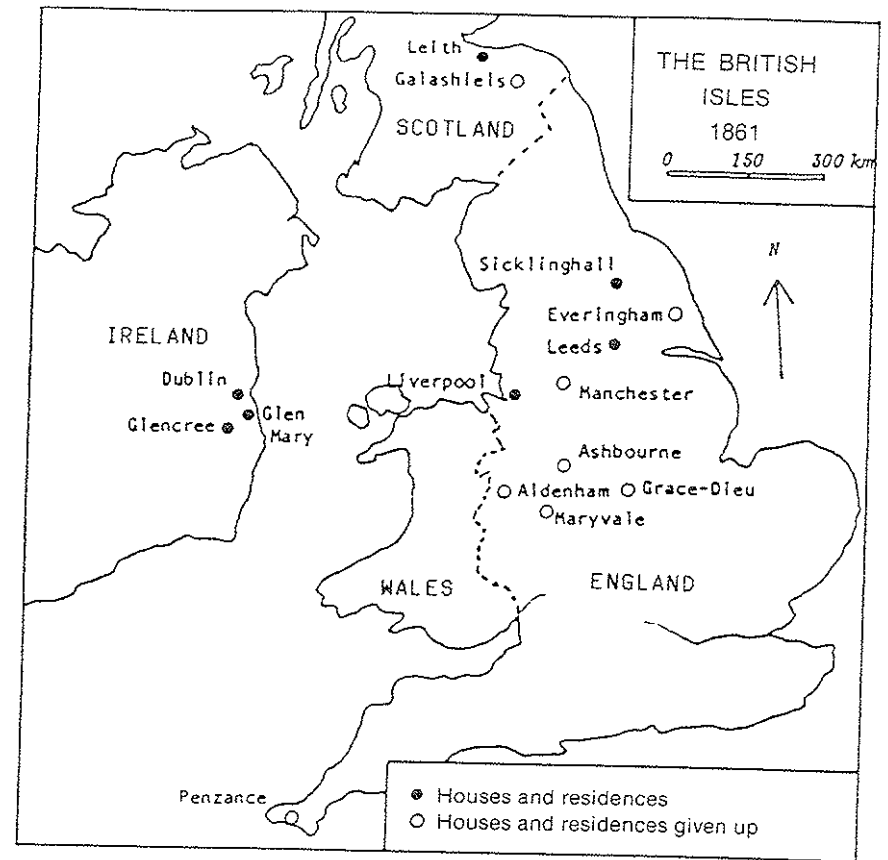 THE BRITISH
ISLES
1861
0 150 300 km
N
Leith
Galashiels
SCOTLAND
Sicklinghall
Everingham
IRELAND
Leeds
Dublin
Liverpool
Manchester
Glen
Mary
Glencree
Ashbourne
Aldenham
Grace-Dieu
Maryvale
WALES
ENGLAND
Penzance
Houses and residences
Houses and residences given up